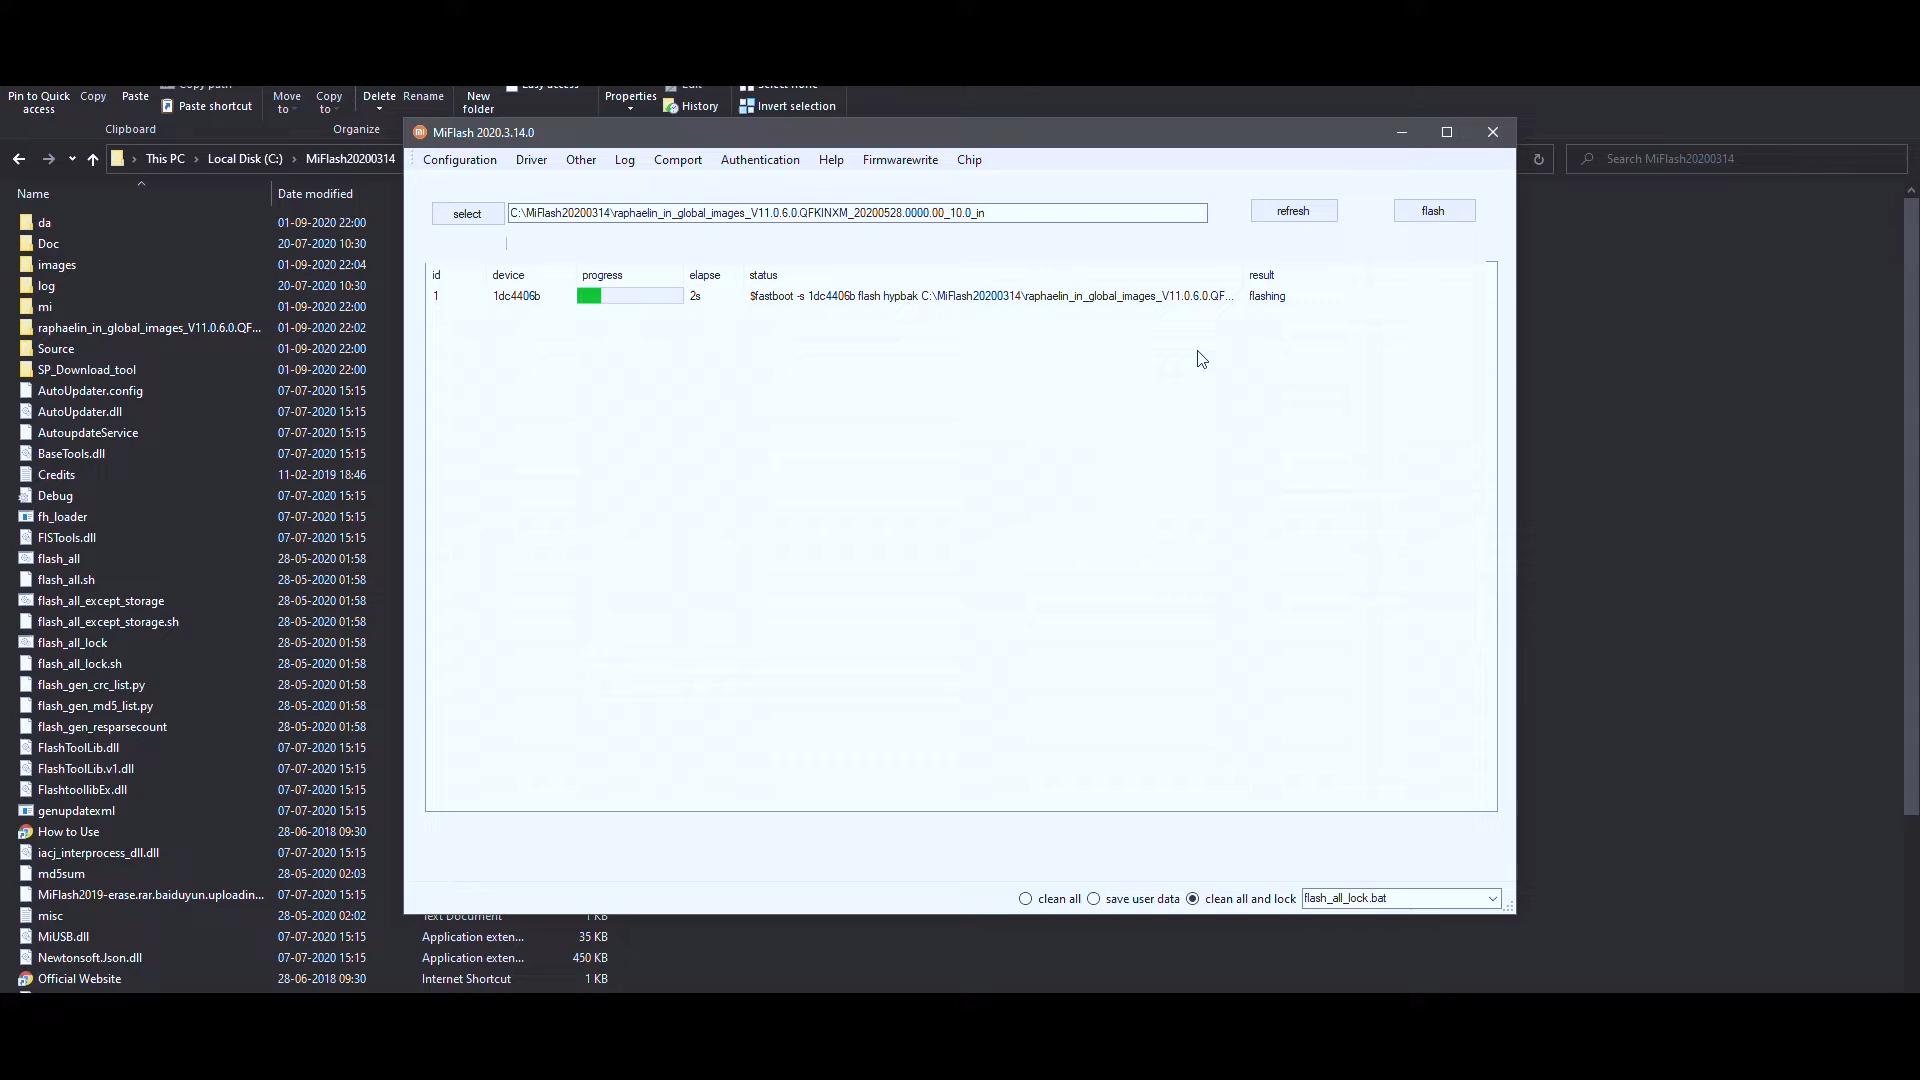 Pin to Quick access
Copy
Paste
Copy path
Paste shortcut
Move to
Copy to
Delete
Rename
New folder
Easy access
Properties
Edit
History
Select none
Invert selection
Clipboard
Organize
This PC > Local Disk (C:) > MiFlash20200314
Search MiFlash20200314
MiFlash 2020.3.14.0
Configuration Driver Other Log Comport Authentication Help Firmwarewrite Chip
select
C:\MiFlash20200314\raphaelin_in_global_images_V11.0.6.0.QFKINXM_20200528.0000.00_10.0_in
refresh
flash
id device progress elapse status result
1 1dc4406b 2s $fastboot -s 1dc4406b flash hypbak C:\MiFlash20200314\raphaelin_in_global_images_V11.0.6.0.QF... flashing
clean all save user data clean all and lock flash_all_lock.bat
Name Date modified
da 01-09-2020 22:00
Doc 20-07-2020 10:30
images 01-09-2020 22:04
log 20-07-2020 10:30
mi 01-09-2020 22:00
raphaelin_in_global_images_V11.0.6.0.QF... 01-09-2020 22:02
Source 01-09-2020 22:00
SP_Download_tool 01-09-2020 22:00
AutoUpdater.config 07-07-2020 15:15
AutoUpdater.dll 07-07-2020 15:15
AutoupdateService 07-07-2020 15:15
BaseTools.dll 07-07-2020 15:15
Credits 11-02-2019 18:46
Debug 07-07-2020 15:15
fh_loader 07-07-2020 15:15
FISTools.dll 07-07-2020 15:15
flash_all 28-05-2020 01:58
flash_all.sh 28-05-2020 01:58
flash_all_except_storage 28-05-2020 01:58
flash_all_except_storage.sh 28-05-2020 01:58
flash_all_lock 28-05-2020 01:58
flash_all_lock.sh 28-05-2020 01:58
flash_gen_crc_list.py 28-05-2020 01:58
flash_gen_md5_list.py 28-05-2020 01:58
flash_gen_resparsecount 28-05-2020 01:58
FlashToolLib.dll 07-07-2020 15:15
FlashToolLib.v1.dll 07-07-2020 15:15
FlashtoollibEx.dll 07-07-2020 15:15
genupdatexml 07-07-2020 15:15
How to Use 28-06-2018 09:30
iacj_interprocess_dll.dll 07-07-2020 15:15
md5sum 28-05-2020 02:03
MiFlash2019-erase.rar.baiduyun.uploadin... 07-07-2020 15:15
misc 28-05-2020 02:02 Text Document 1 KB
MiUSB.dll 07-07-2020 15:15 Application exten... 35 KB
Newtonsoft.Json.dll 07-07-2020 15:15 Application exten... 450 KB
Official Website 28-06-2018 09:30 Internet Shortcut 1 KB